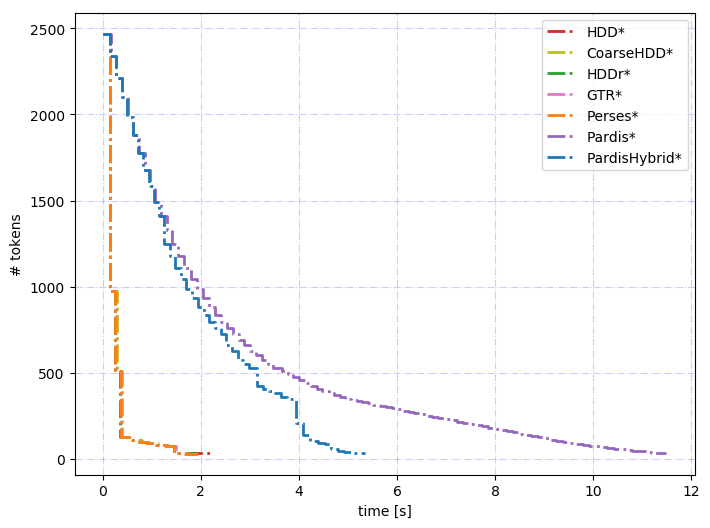 2500
2000
1500
1000
500
0
# tokens
0 2 4 6 8 10 12
time [s]
HDD*
CoarseHDD*
HDDr*
GTR*
Perses*
Pardis*
PardisHybrid*